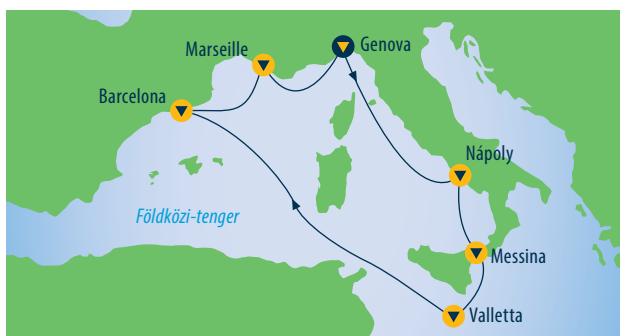 Marseille
Genova
Barcelona
Nápoly
Földközi-tenger
Messina
Valletta